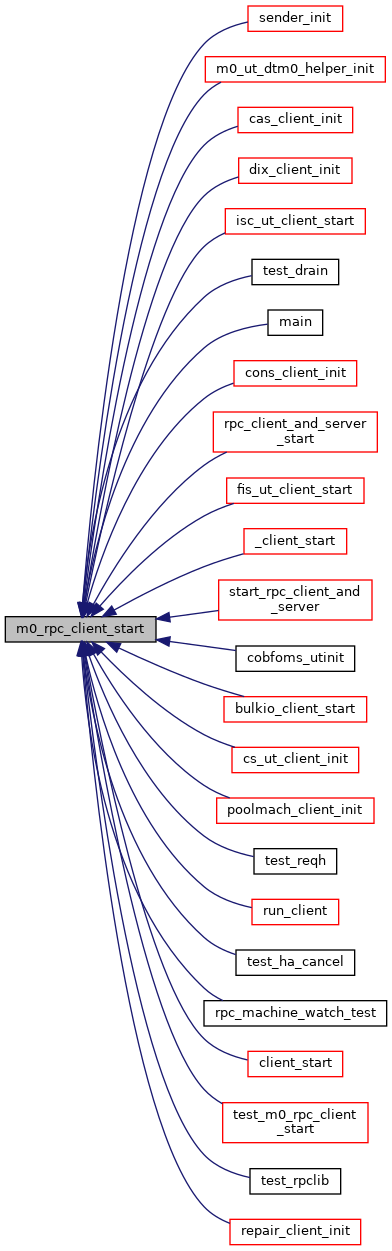 sender_init
m0_ut_dtm0_helper_init
cas_client_init
dix_client_init
isc_ut_client_start
test_drain
main
cons_client_init
rpc_client_and_server
_start
fis_ut_client_start
_client_start
start_rpc_client_and
_server
m0_rpc_client_start
cobfoms_utinit
bulkio_client_start
cs_ut_client_init
poolmach_client_init
test_reqh
run_client
test_ha_cancel
rpc_machine_watch_test
client_start
test_m0_rpc_client
_start
test_rpclib
repair_client_init